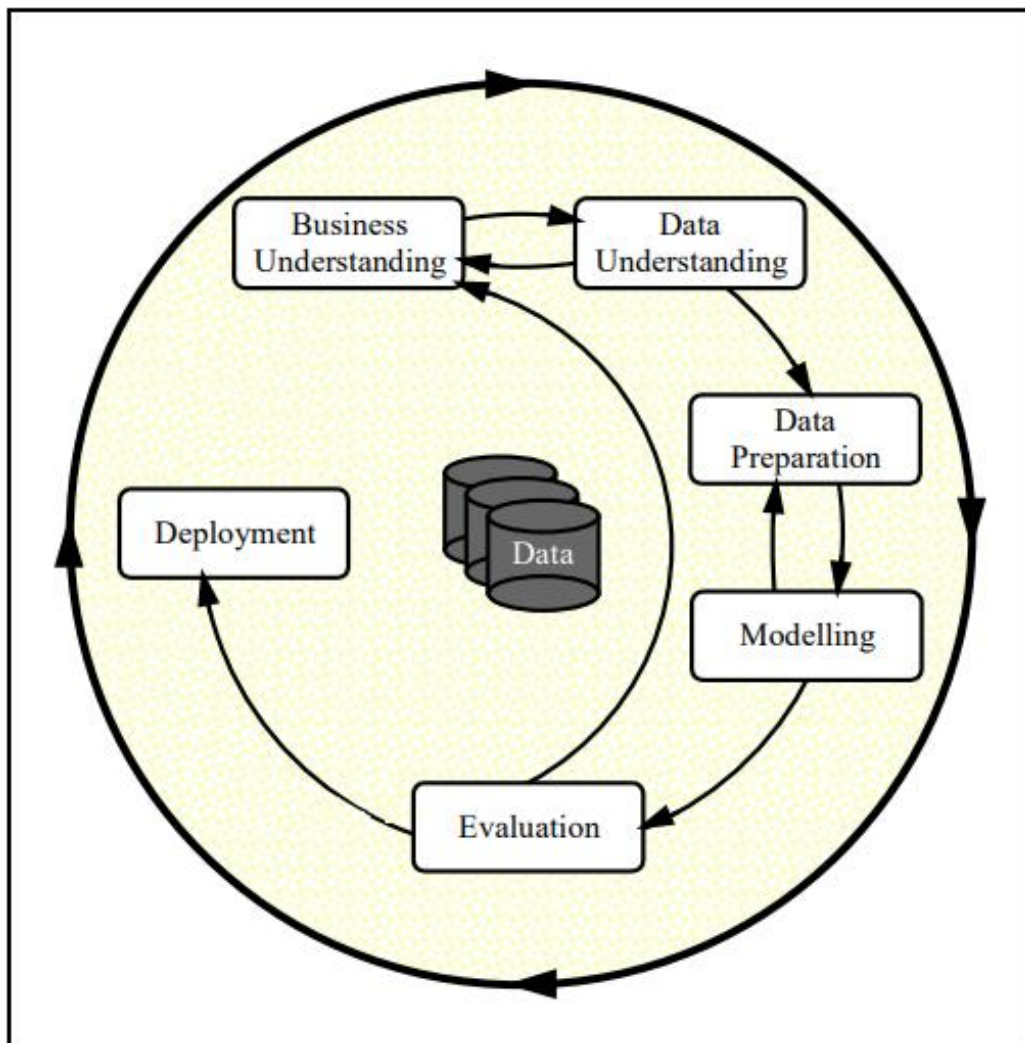 Business
Understanding
Data
Understanding
Data
Preparation
Deployment
Data
Modelling
Evaluation